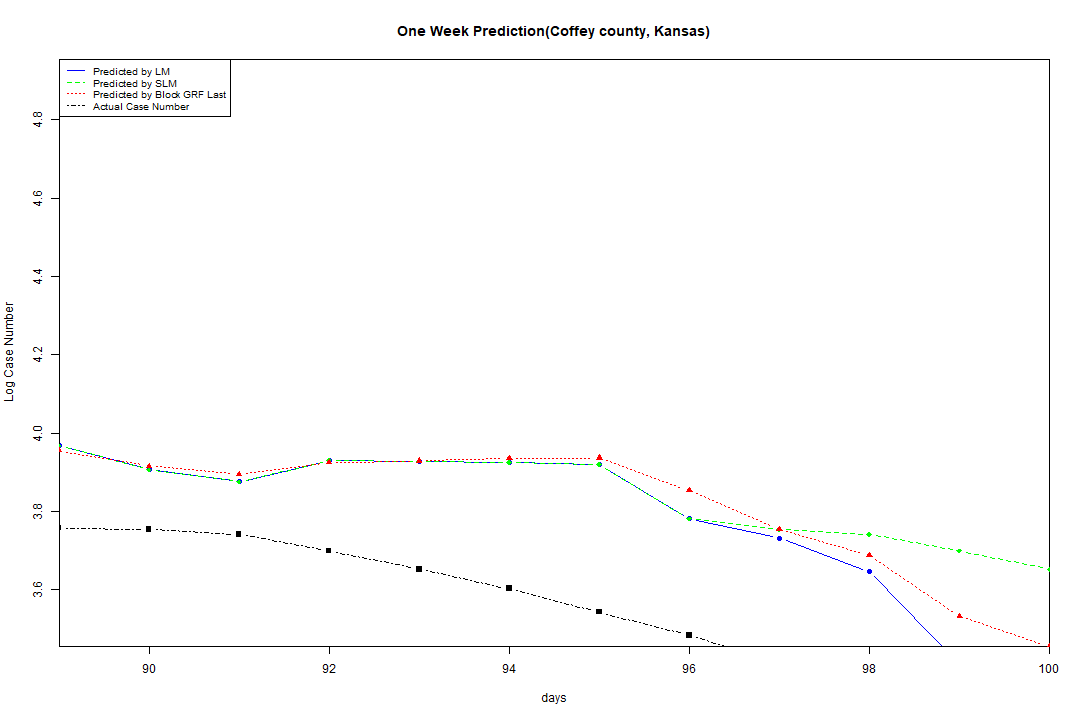 One Week Prediction(Coffey county, Kansas)
Predicted by LM
Predicted by SLM
Predicted by Block GRF Last
Actual Case Number
Log Case Number
4.8
4.6
4.4
4.2
4.0
3.8
3.6
90 92 94 96 98 100
days